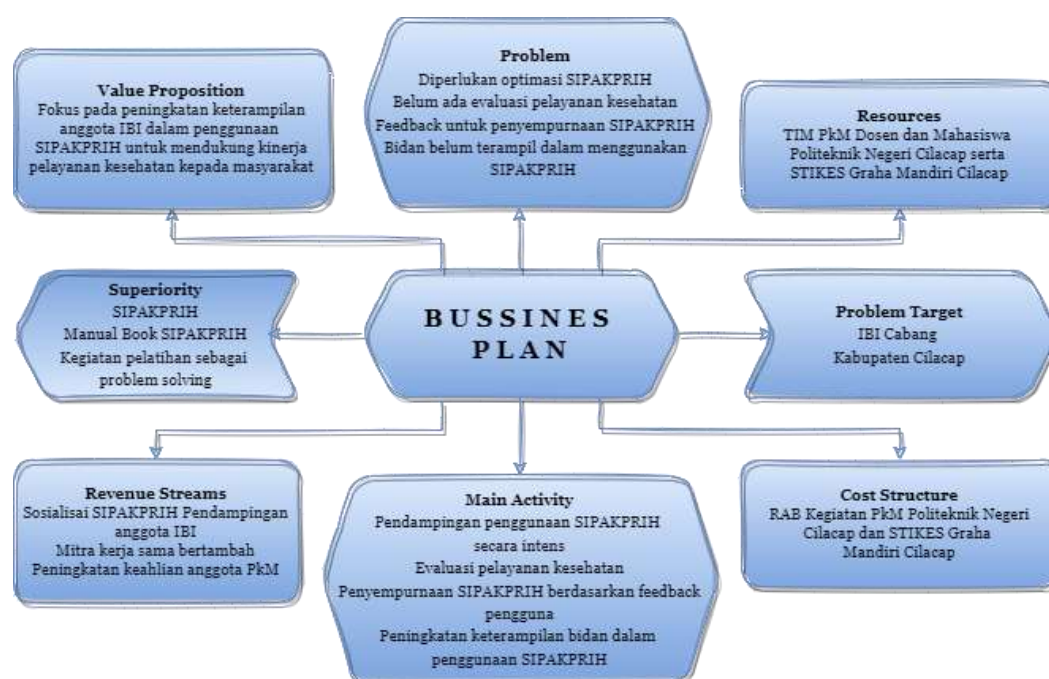 Value Proposition
Fokus pada peningkatan keterampilan
anggota IBI dalam penggunaan
SIPAKPRIH untuk mendukung kinerja
pelayanan kesehatan kepada masyarakat
Problem
Diperlukan optimasi SIPAKPRIH
Belum ada evaluasi pelayanan kesehatan
Feedback untuk penyempurnaan SIPAKPRIH
Bidan belum terampil dalam menggunakan
SIPAKPRIH
Resources
TIM PkM Dosen dan Mahasiswa
Politeknik Negeri Cilacap serta
STIKES Graha Mandiri Cilacap
Superiority
SIPAKPRIH
Manual Book SIPAKPRIH
Kegiatan pelatihan sebagai
problem solving
BUSSINES
PLAN
Problem Target
IBI Cabang
Kabupaten Cilacap
Revenue Streams
Sosialisai SIPAKPRIH Pendampingan
anggota IBI
Mitra kerja sama bertambah
Peningkatan keahlian anggota PkM
Main Activity
Pendampingan penggunaan SIPAKPRIH
secara intens
Evaluasi pelayanan kesehatan
Penyempurnaan SIPAKPRIH berdasarkan feedback
pengguna
Peningkatan keterampilan bidan dalam
penggunaan SIPAKPRIH
Cost Structure
RAB Kegiatan PkM Politeknik Negeri
Cilacap dan STIKES Graha
Mandiri Cilacap